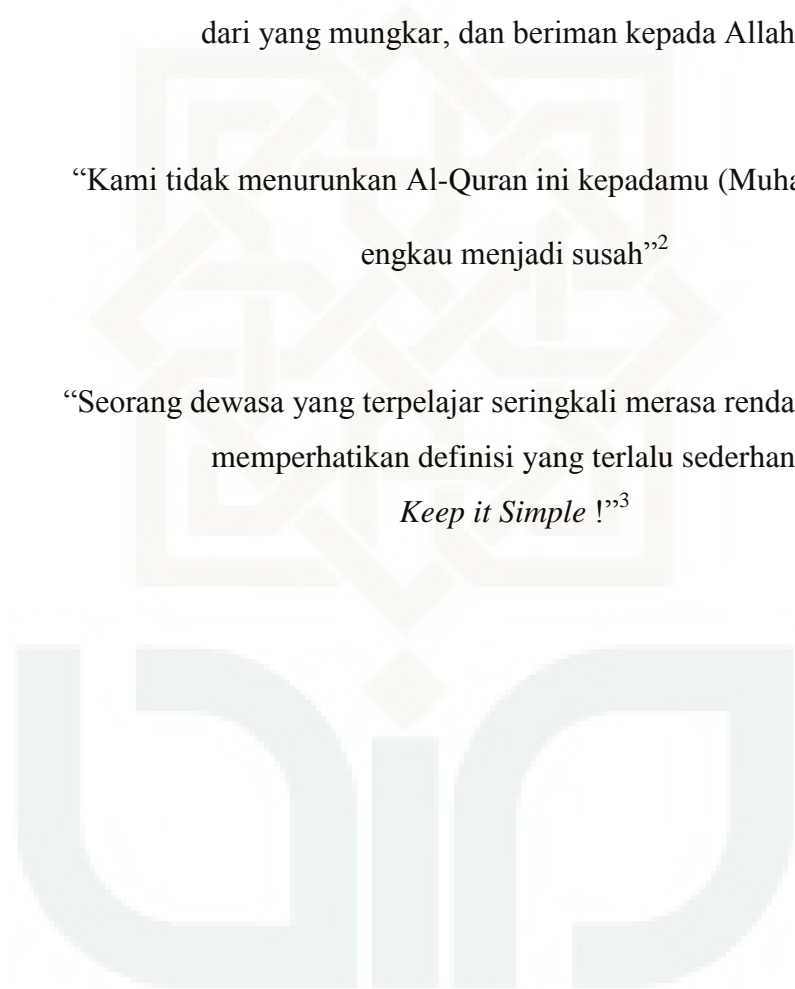 dari yang mungkar, dan beriman kepada Allah
“Kami tidak menurunkan Al-Quran ini kepadamu (Muha
engkau menjadi susah”2
“Seorang dewasa yang terpelajar seringkali merasa renda
memperhatikan definisi yang terlalu sederhan
Keep it Simple !”3